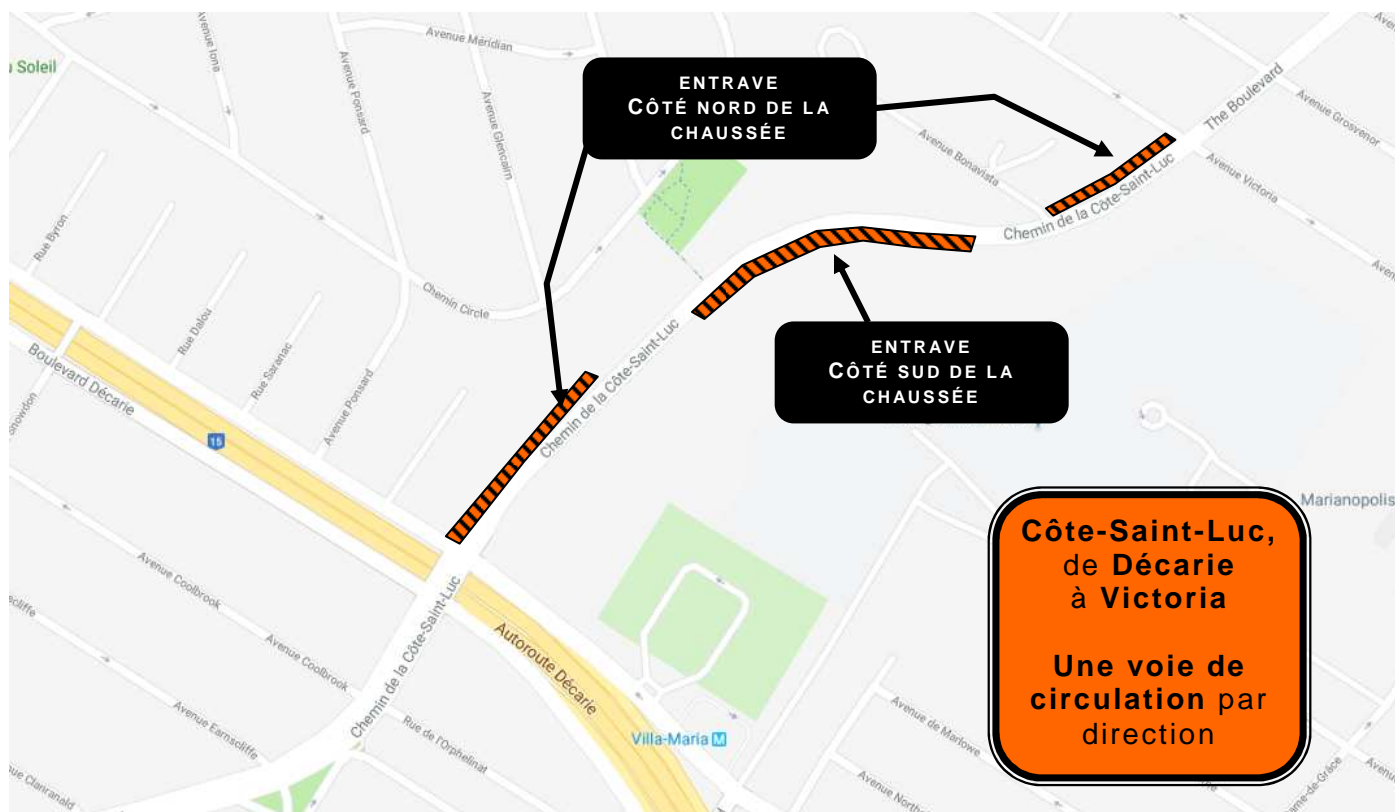 Soleil
Avenue Iona
Avenue Ponsard
Avenue Méridian
Avenue Glencairn
ENTRAVE
CÔTÉ NORD DE LA
CHAUSSÉE
The Boulevard
Avenue Grosvenor
Avenue Bonavista
Avenue Victoria
Chemin de la Côte-Saint-Luc
Rue Byron
Rue Dalou
Rue Saranac
Avenue Ponsard
Chemin Circle
Chemin de la Côte-Saint-Luc
ENTRAVE
CÔTÉ SUD DE LA
CHAUSSÉE
Boulevard Décarie
15
Snowdon
Marianopolis
Côte-Saint-Luc,
de Décarie
à Victoria
Une voie de
circulation par
direction
Avenue Coolbrook
Avenue Coolbrook
Chemin de la Côte-Saint-Luc
Autoroute Décarie
Avenue Earnscliffe
Rue de l'Orphelinat
Villa-Maria M
Avenue de Marlowe